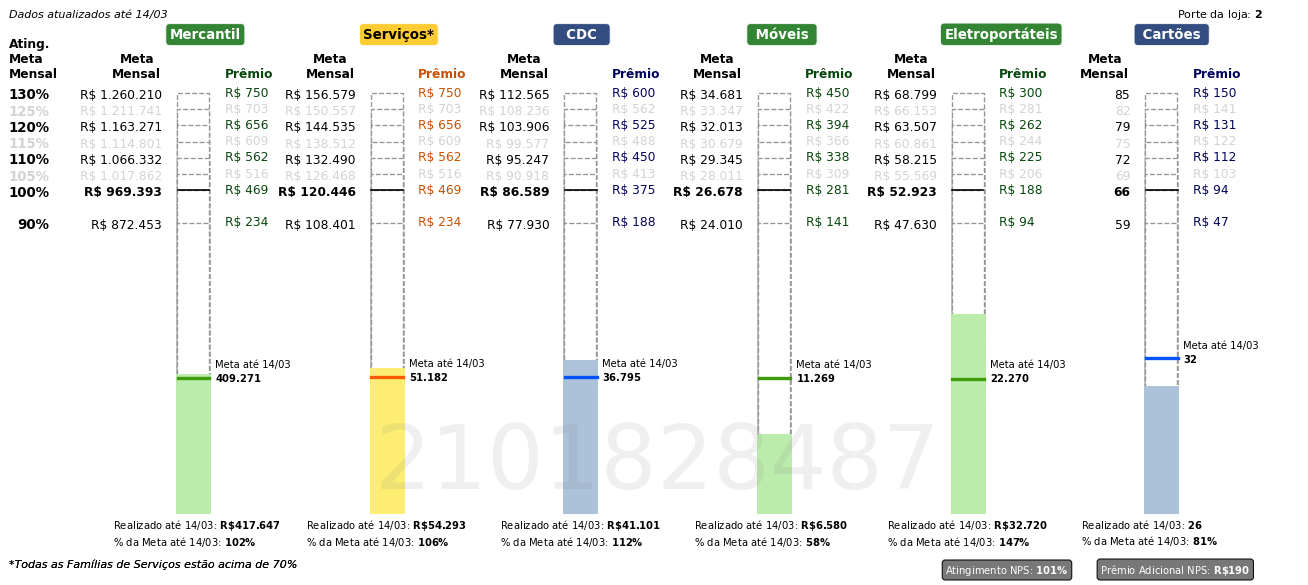 Dados atualizados até 14/03 Porte da loja: 2
Mercantil Serviços* CDC Móveis Eletroportáteis Cartões
Ating. Meta Mensal Meta Mensal Prêmio Meta Mensal Prêmio Meta Mensal Prêmio Meta Mensal Prêmio Meta Mensal Prêmio Meta Mensal Prêmio
130% R$ 1.260.210 R$ 750 R$ 156.579 R$ 750 R$ 112.565 R$ 600 R$ 34.681 R$ 450 R$ 68.799 R$ 300 85 R$ 150
125% R$ 1.211.741 R$ 703 R$ 150.557 R$ 703 R$ 108.236 R$ 562 R$ 33.347 R$ 422 R$ 66.153 R$ 281 82 R$ 141
120% R$ 1.163.271 R$ 656 R$ 144.535 R$ 656 R$ 103.906 R$ 525 R$ 32.013 R$ 394 R$ 63.507 R$ 262 79 R$ 131
115% R$ 1.114.801 R$ 609 R$ 138.512 R$ 609 R$ 99.577 R$ 488 R$ 30.679 R$ 366 R$ 60.861 R$ 244 75 R$ 122
110% R$ 1.066.332 R$ 562 R$ 132.490 R$ 562 R$ 95.247 R$ 450 R$ 29.345 R$ 338 R$ 58.215 R$ 225 72 R$ 112
105% R$ 1.017.862 R$ 516 R$ 126.468 R$ 516 R$ 90.918 R$ 413 R$ 28.011 R$ 309 R$ 55.569 R$ 206 69 R$ 103
100% R$ 969.393 R$ 469 R$ 120.446 R$ 469 R$ 86.589 R$ 375 R$ 26.678 R$ 281 R$ 52.923 R$ 188 66 R$ 94
90% R$ 872.453 R$ 234 R$ 108.401 R$ 234 R$ 77.930 R$ 188 R$ 24.010 R$ 141 R$ 47.630 R$ 94 59 R$ 47
Meta até 14/03 Meta até 14/03 Meta até 14/03 Meta até 14/03 Meta até 14/03 Meta até 14/03
409.271 51.182 36.795 11.269 22.270 32
2101828487
Realizado até 14/03: R$417.647 Realizado até 14/03: R$54.293 Realizado até 14/03: R$41.101 Realizado até 14/03: R$6.580 Realizado até 14/03: R$32.720 Realizado até 14/03: 26
% da Meta até 14/03: 102% % da Meta até 14/03: 106% % da Meta até 14/03: 112% % da Meta até 14/03: 58% % da Meta até 14/03: 147% % da Meta até 14/03: 81%
*Todas as Famílias de Serviços estão acima de 70% Atingimento NPS: 101% Prêmio Adicional NPS: R$190